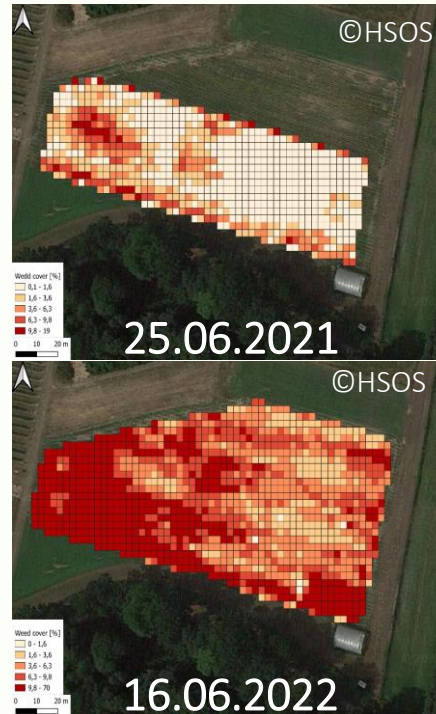 ©HSOS
Wedd cover [%]
0,1 - 1,6
1,6 - 3,6
3,6 - 6,3
6,3 - 9,8
9,8 - 19
0 10 20 m
25.06.2021
©HSOS
Weed cover [%]
0 - 1,6
1,6 - 3,6
3,6 - 6,3
6,3 - 9,8
9,8 - 70
0 10 20 m
16.06.2022